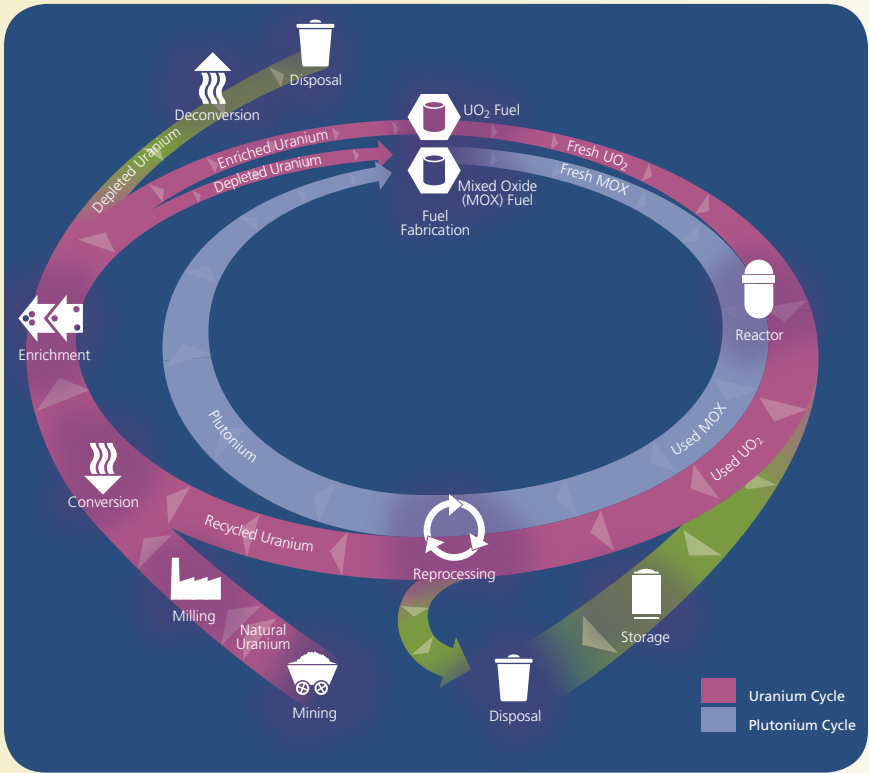 Disposal
Deconversion
UO₂ Fuel
Depleted Uranium
Enriched Uranium
Depleted Uranium
Fresh UO₂
Fresh MOX
Mixed Oxide
(MOX) Fuel
Fuel
Fabrication
Reactor
Enrichment
Plutonium
Used MOX
Used UO₂
Conversion
Recycled Uranium
Reprocessing
Milling
Natural
Uranium
Storage
Mining
Disposal
Uranium Cycle
Plutonium Cycle